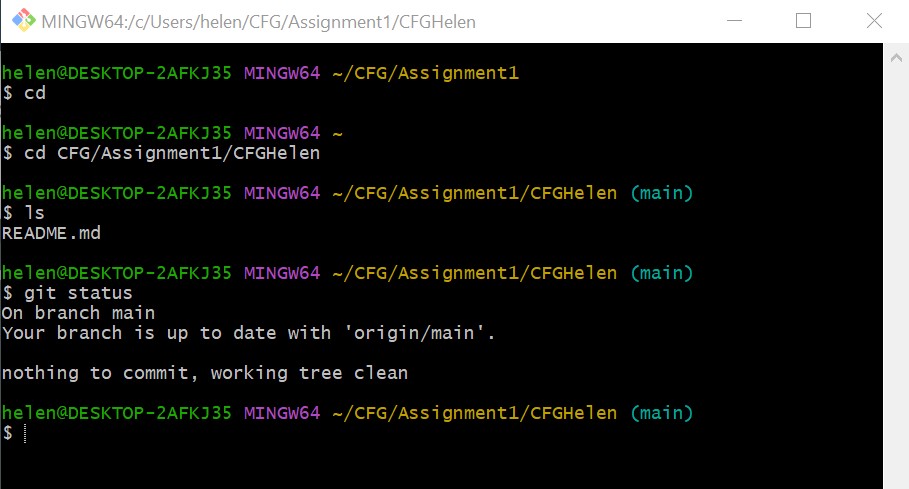 MINGW64:/c/Users/helen/CFG/Assignment1/CFGHelen
helen@DESKTOP-2AFKJ35 MINGW64 ~/CFG/Assignment1
$ cd
helen@DESKTOP-2AFKJ35 MINGW64 ~
$ cd CFG/Assignment1/CFGHelen
helen@DESKTOP-2AFKJ35 MINGW64 ~/CFG/Assignment1/CFGHelen (main)
$ ls
README.md
helen@DESKTOP-2AFKJ35 MINGW64 ~/CFG/Assignment1/CFGHelen (main)
$ git status
On branch main
Your branch is up to date with 'origin/main'.
nothing to commit, working tree clean
helen@DESKTOP-2AFKJ35 MINGW64 ~/CFG/Assignment1/CFGHelen (main)
$